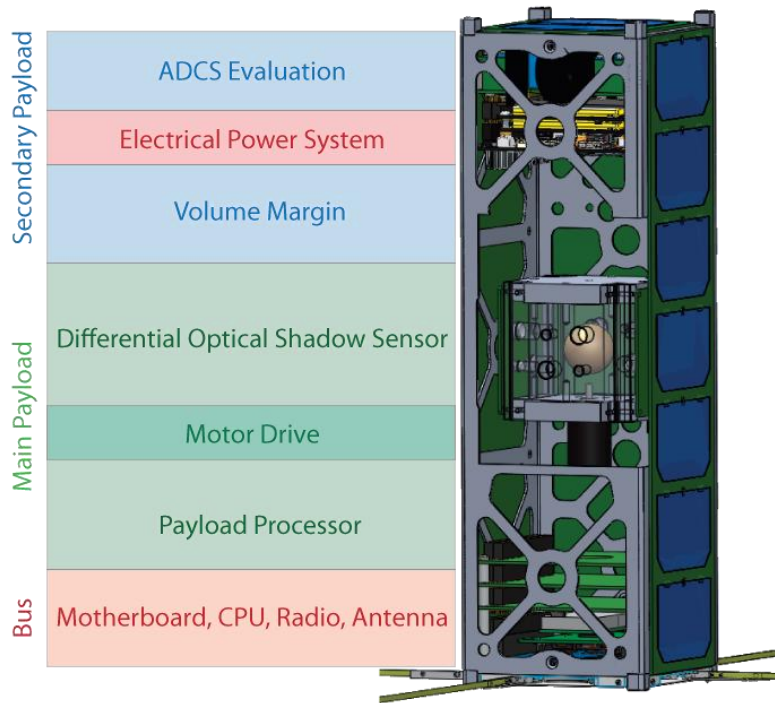 Secondary Payload
ADCS Evaluation
Electrical Power System
Volume Margin
Main Payload
Differential Optical Shadow Sensor
Motor Drive
Payload Processor
Bus
Motherboard, CPU, Radio, Antenna